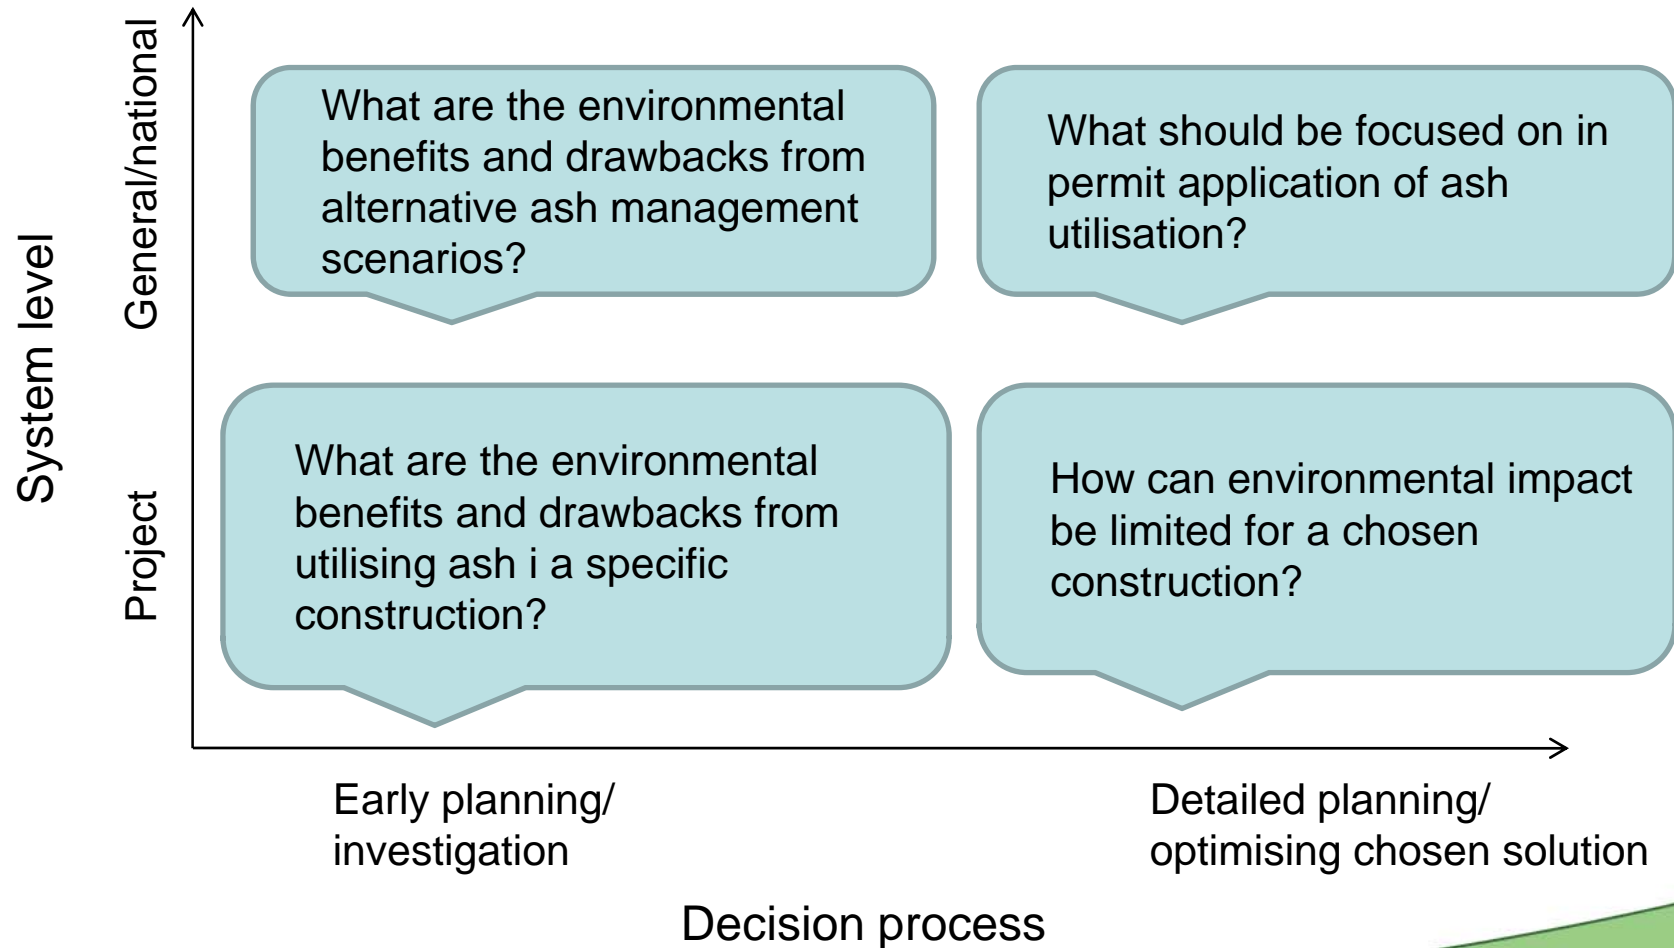 System level
General/national
Project
What are the environmental
benefits and drawbacks from
alternative ash management
scenarios?
What should be focused on in
permit application of ash
utilisation?
What are the environmental
benefits and drawbacks from
utilising ash i a specific
construction?
How can environmental impact
be limited for a chosen
construction?
Early planning/
investigation
Detailed planning/
optimising chosen solution
Decision process